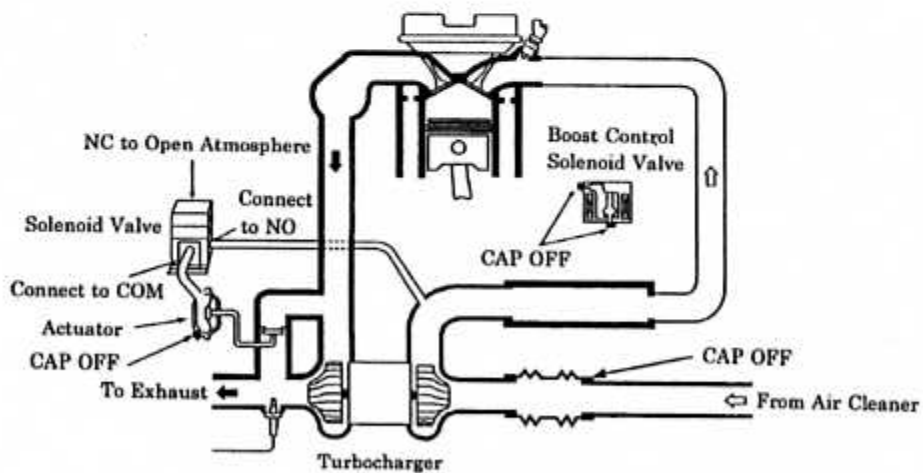 NC to Open Atmosphere
Boost Control
Solenoid Valve
Connect
to NO
Solenoid Valve
CAP OFF
Connect to COM
Actuator
CAP OFF
CAP OFF
To Exhaust
From Air Cleaner
Turbocharger